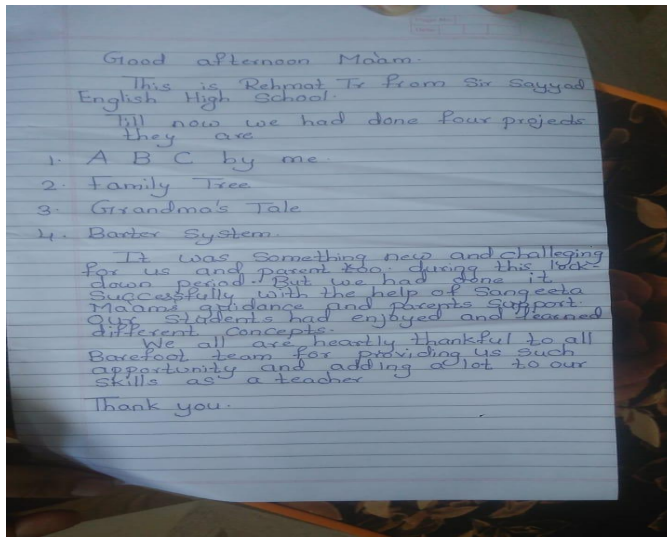 Good afternoon Ma'am.
This is Rehmat Tr from Sir Sayyad
English High School.
Till now we had done four projects
they are
1. A B C by me
2. Family Tree
3. Grandma's Tale
4. Barter System.
It was something new and challeging
for us and parent too. during this lock-
down period. But we had done it
Successfully with the help of Sangeeta
Maams guidance and parents support.
Our Students had enjoyed and learned
different concepts.
We all are heartly thankful to all
Barefoot team for providing us such
opportunity and adding a lot to our
skills as a teacher
Thank you.